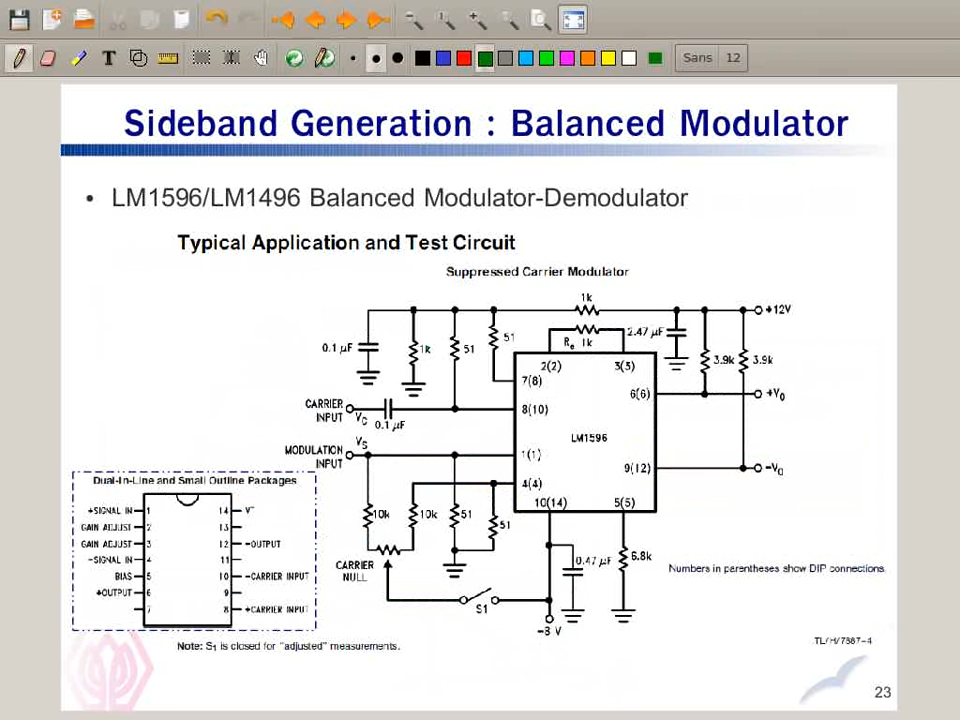 Sans 12
Sideband Generation : Balanced Modulator
• LM1596/LM1496 Balanced Modulator-Demodulator
Typical Application and Test Circuit
Suppressed Carrier Modulator
1k
+12V
0.1 µF
1k
51
51
Re 1k
2.47 µF
3.9k
3.9k
2(2)
3(3)
7(8)
6(6)
+Vo
CARRIER INPUT
VC
0.1 µF
8(10)
LM1596
MODULATION INPUT
VS
1(1)
9(12)
-Vo
4(4)
10(14)
5(5)
10k
10k
51
51
CARRIER NULL
0.47 µF
6.8k
S1
-8 V
Numbers in parentheses show DIP connections.
Dual-In-Line and Small Outline Packages
+SIGNAL IN 1
14 V-
GAIN ADJUST 2
13
GAIN ADJUST 3
12 -OUTPUT
-SIGNAL IN 4
11
BIAS 5
10 -CARRIER INPUT
+OUTPUT 6
9
7
8 +CARRIER INPUT
TL/H/7887-4
Note: S1 is closed for "adjusted" measurements.
23